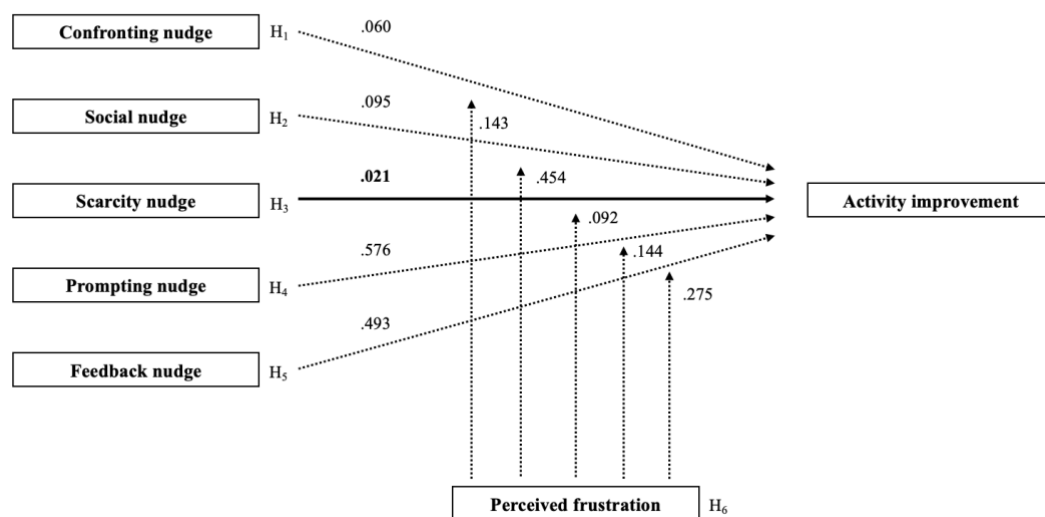 Confronting nudge H₁ .060
Social nudge H₂ .095
.143
Scarcity nudge H₃ .021
.454
Activity improvement
.092
Prompting nudge H₄ .576
.144
.275
Feedback nudge H₅ .493
Perceived frustration H₆